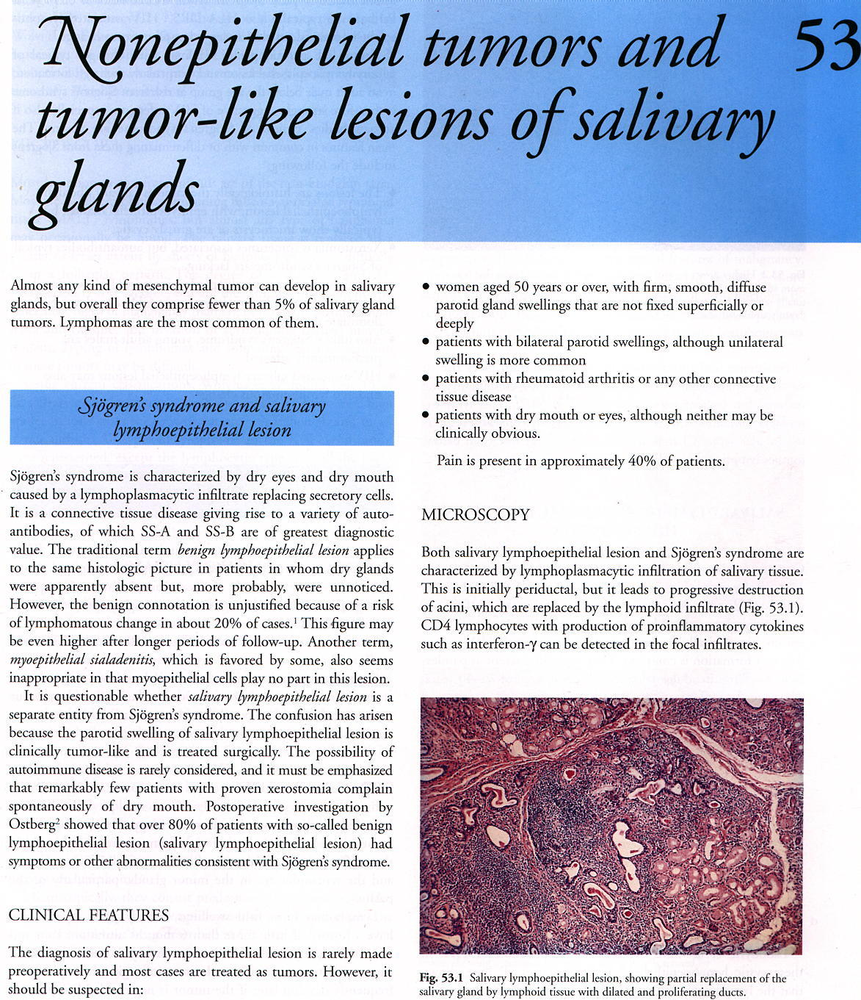 Nonepithelial tumors and 53
tumor-like lesions of salivary
glands
Almost any kind of mesenchymal tumor can develop in salivary
glands, but overall they comprise fewer than 5% of salivary gland
tumors. Lymphomas are the most common of them.
Sjögren's syndrome and salivary
lymphoepithelial lesion
Sjögren's syndrome is characterized by dry eyes and dry mouth
caused by a lymphoplasmacytic infiltrate replacing secretory cells.
It is a connective tissue disease giving rise to a variety of auto-
antibodies, of which SS-A and SS-B are of greatest diagnostic
value. The traditional term benign lymphoepithelial lesion applies
to the same histologic picture in patients in whom dry glands
were apparently absent but, more probably, were unnoticed.
However, the benign connotation is unjustified because of a risk
of lymphomatous change in about 20% of cases.¹ This figure may
be even higher after longer periods of follow-up. Another term,
myoepithelial sialadenitis, which is favored by some, also seems
inappropriate in that myoepithelial cells play no part in this lesion.
It is questionable whether salivary lymphoepithelial lesion is a
separate entity from Sjögren's syndrome. The confusion has arisen
because the parotid swelling of salivary lymphoepithelial lesion is
clinically tumor-like and is treated surgically. The possibility of
autoimmune disease is rarely considered, and it must be emphasized
that remarkably few patients with proven xerostomia complain
spontaneously of dry mouth. Postoperative investigation by
Ostberg² showed that over 80% of patients with so-called benign
lymphoepithelial lesion (salivary lymphoepithelial lesion) had
symptoms or other abnormalities consistent with Sjögren's syndrome.
CLINICAL FEATURES
The diagnosis of salivary lymphoepithelial lesion is rarely made
preoperatively and most cases are treated as tumors. However, it
should be suspected in:
● women aged 50 years or over, with firm, smooth, diffuse
parotid gland swellings that are not fixed superficially or
deeply
● patients with bilateral parotid swellings, although unilateral
swelling is more common
● patients with rheumatoid arthritis or any other connective
tissue disease
● patients with dry mouth or eyes, although neither may be
clinically obvious.
Pain is present in approximately 40% of patients.
MICROSCOPY
Both salivary lymphoepithelial lesion and Sjögren's syndrome are
characterized by lymphoplasmacytic infiltration of salivary tissue.
This is initially periductal, but it leads to progressive destruction
of acini, which are replaced by the lymphoid infiltrate (Fig. 53.1).
CD4 lymphocytes with production of proinflammatory cytokines
such as interferon-γ can be detected in the focal infiltrates.
Fig. 53.1 Salivary lymphoepithelial lesion, showing partial replacement of the
salivary gland by lymphoid tissue with dilated and proliferating ducts.